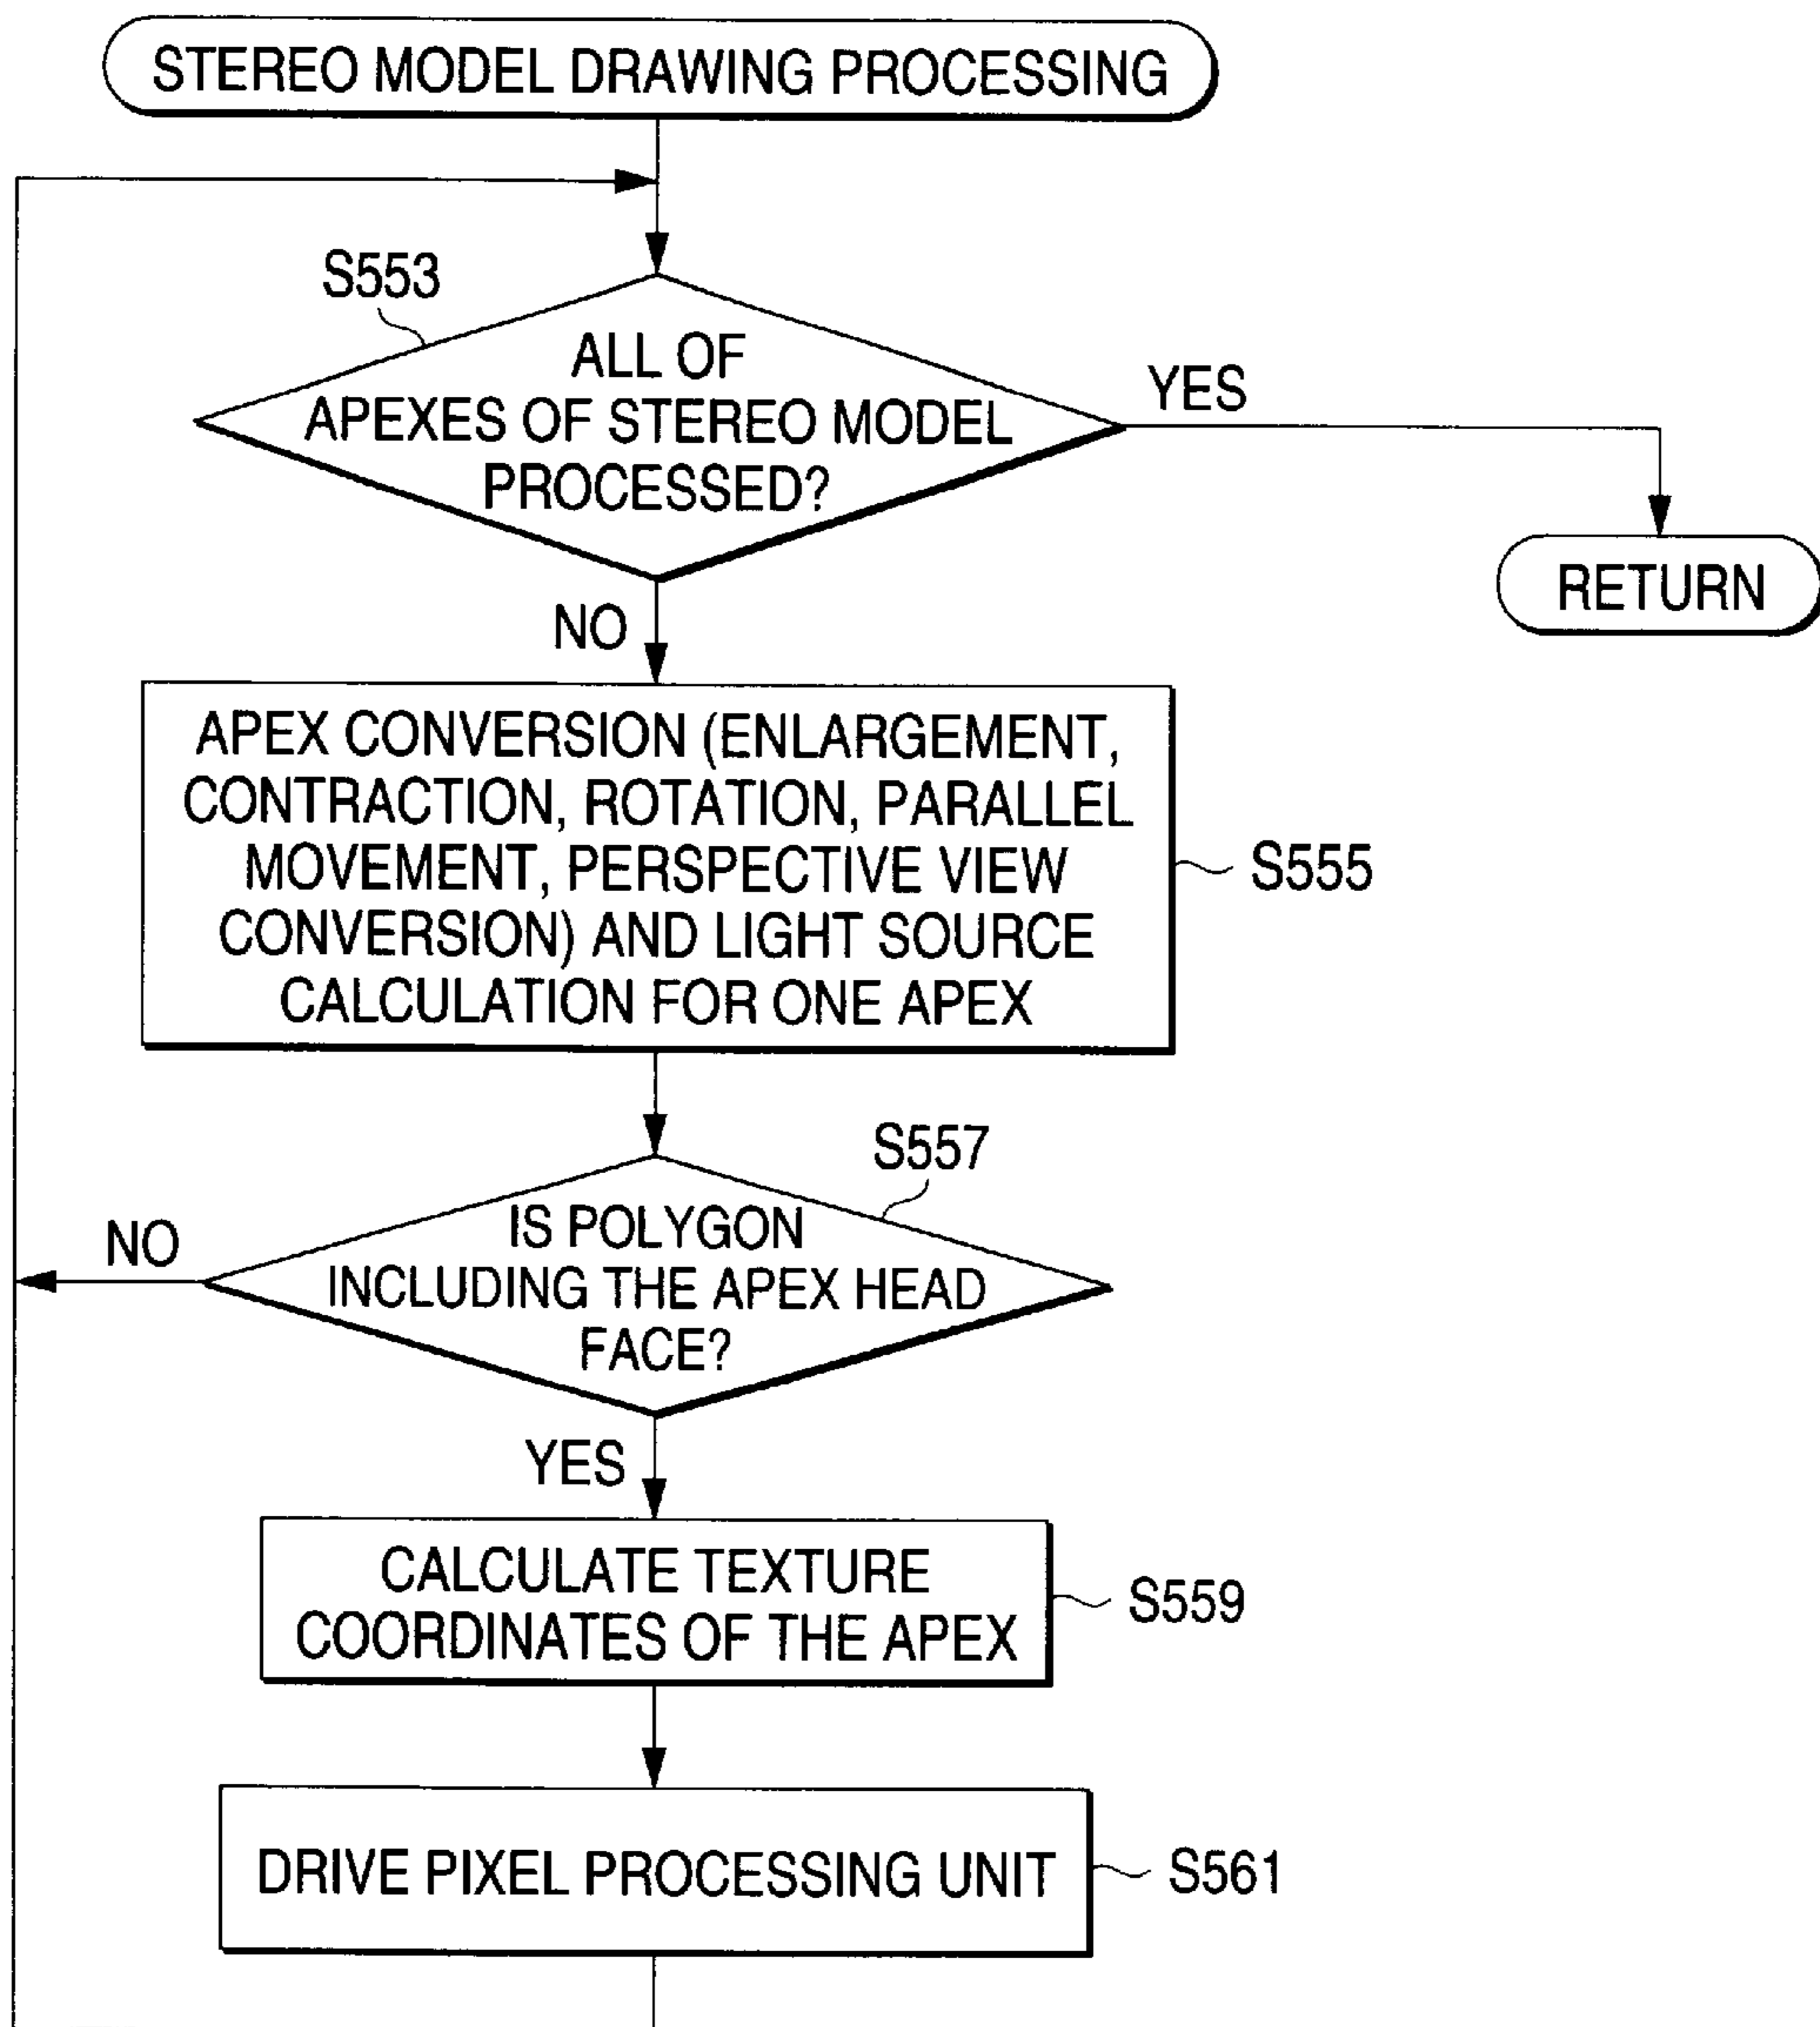 STEREO MODEL DRAWING PROCESSING
S553
ALL OF
APEXES OF STEREO MODEL
PROCESSED?
YES
RETURN
NO
APEX CONVERSION (ENLARGEMENT,
CONTRACTION, ROTATION, PARALLEL
MOVEMENT, PERSPECTIVE VIEW
CONVERSION) AND LIGHT SOURCE
CALCULATION FOR ONE APEX
S555
S557
IS POLYGON
INCLUDING THE APEX HEAD
FACE?
NO
YES
CALCULATE TEXTURE
COORDINATES OF THE APEX
S559
DRIVE PIXEL PROCESSING UNIT
S561